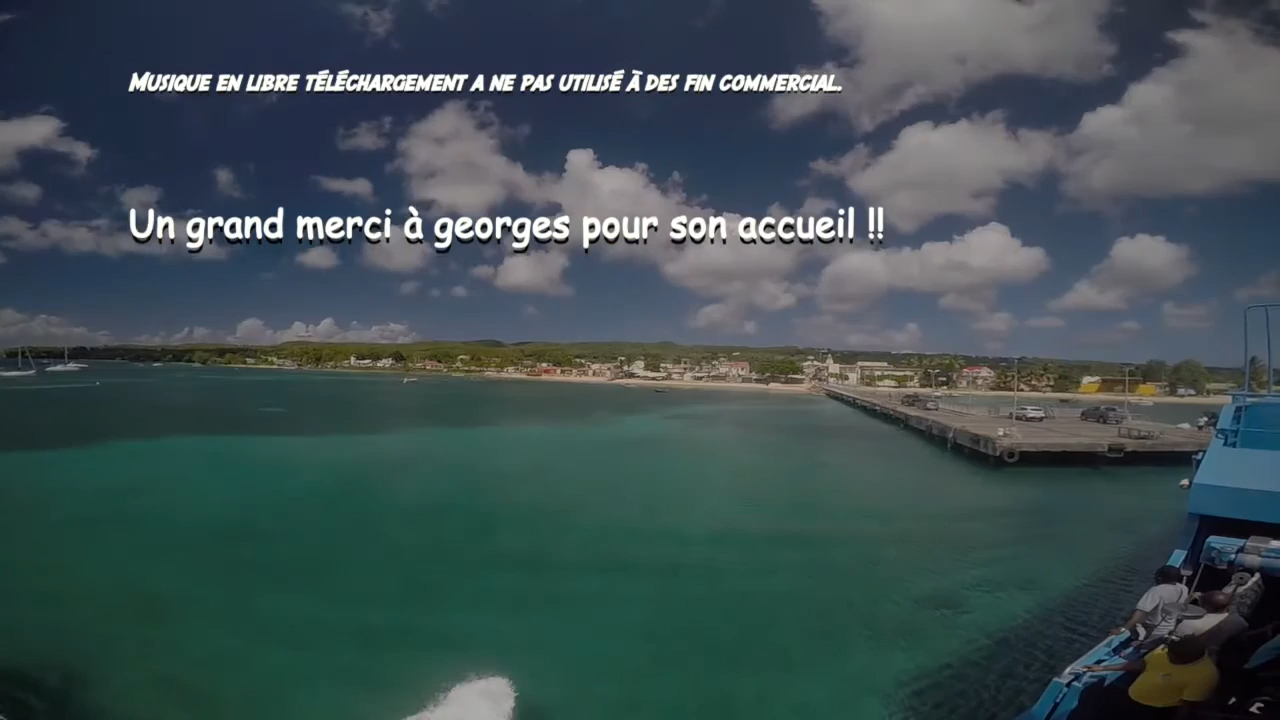 Musique en libre téléchargement a ne pas utilisé à des fin commercial.
Un grand merci à georges pour son accueil !!